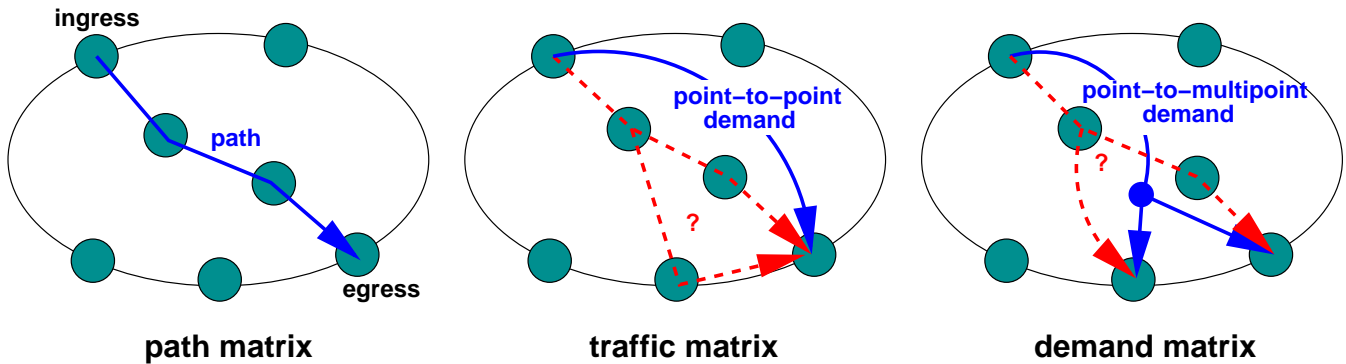 ingress
path
egress
path matrix
point−to−point
demand
?
traffic matrix
point−to−multipoint
demand
?
demand matrix